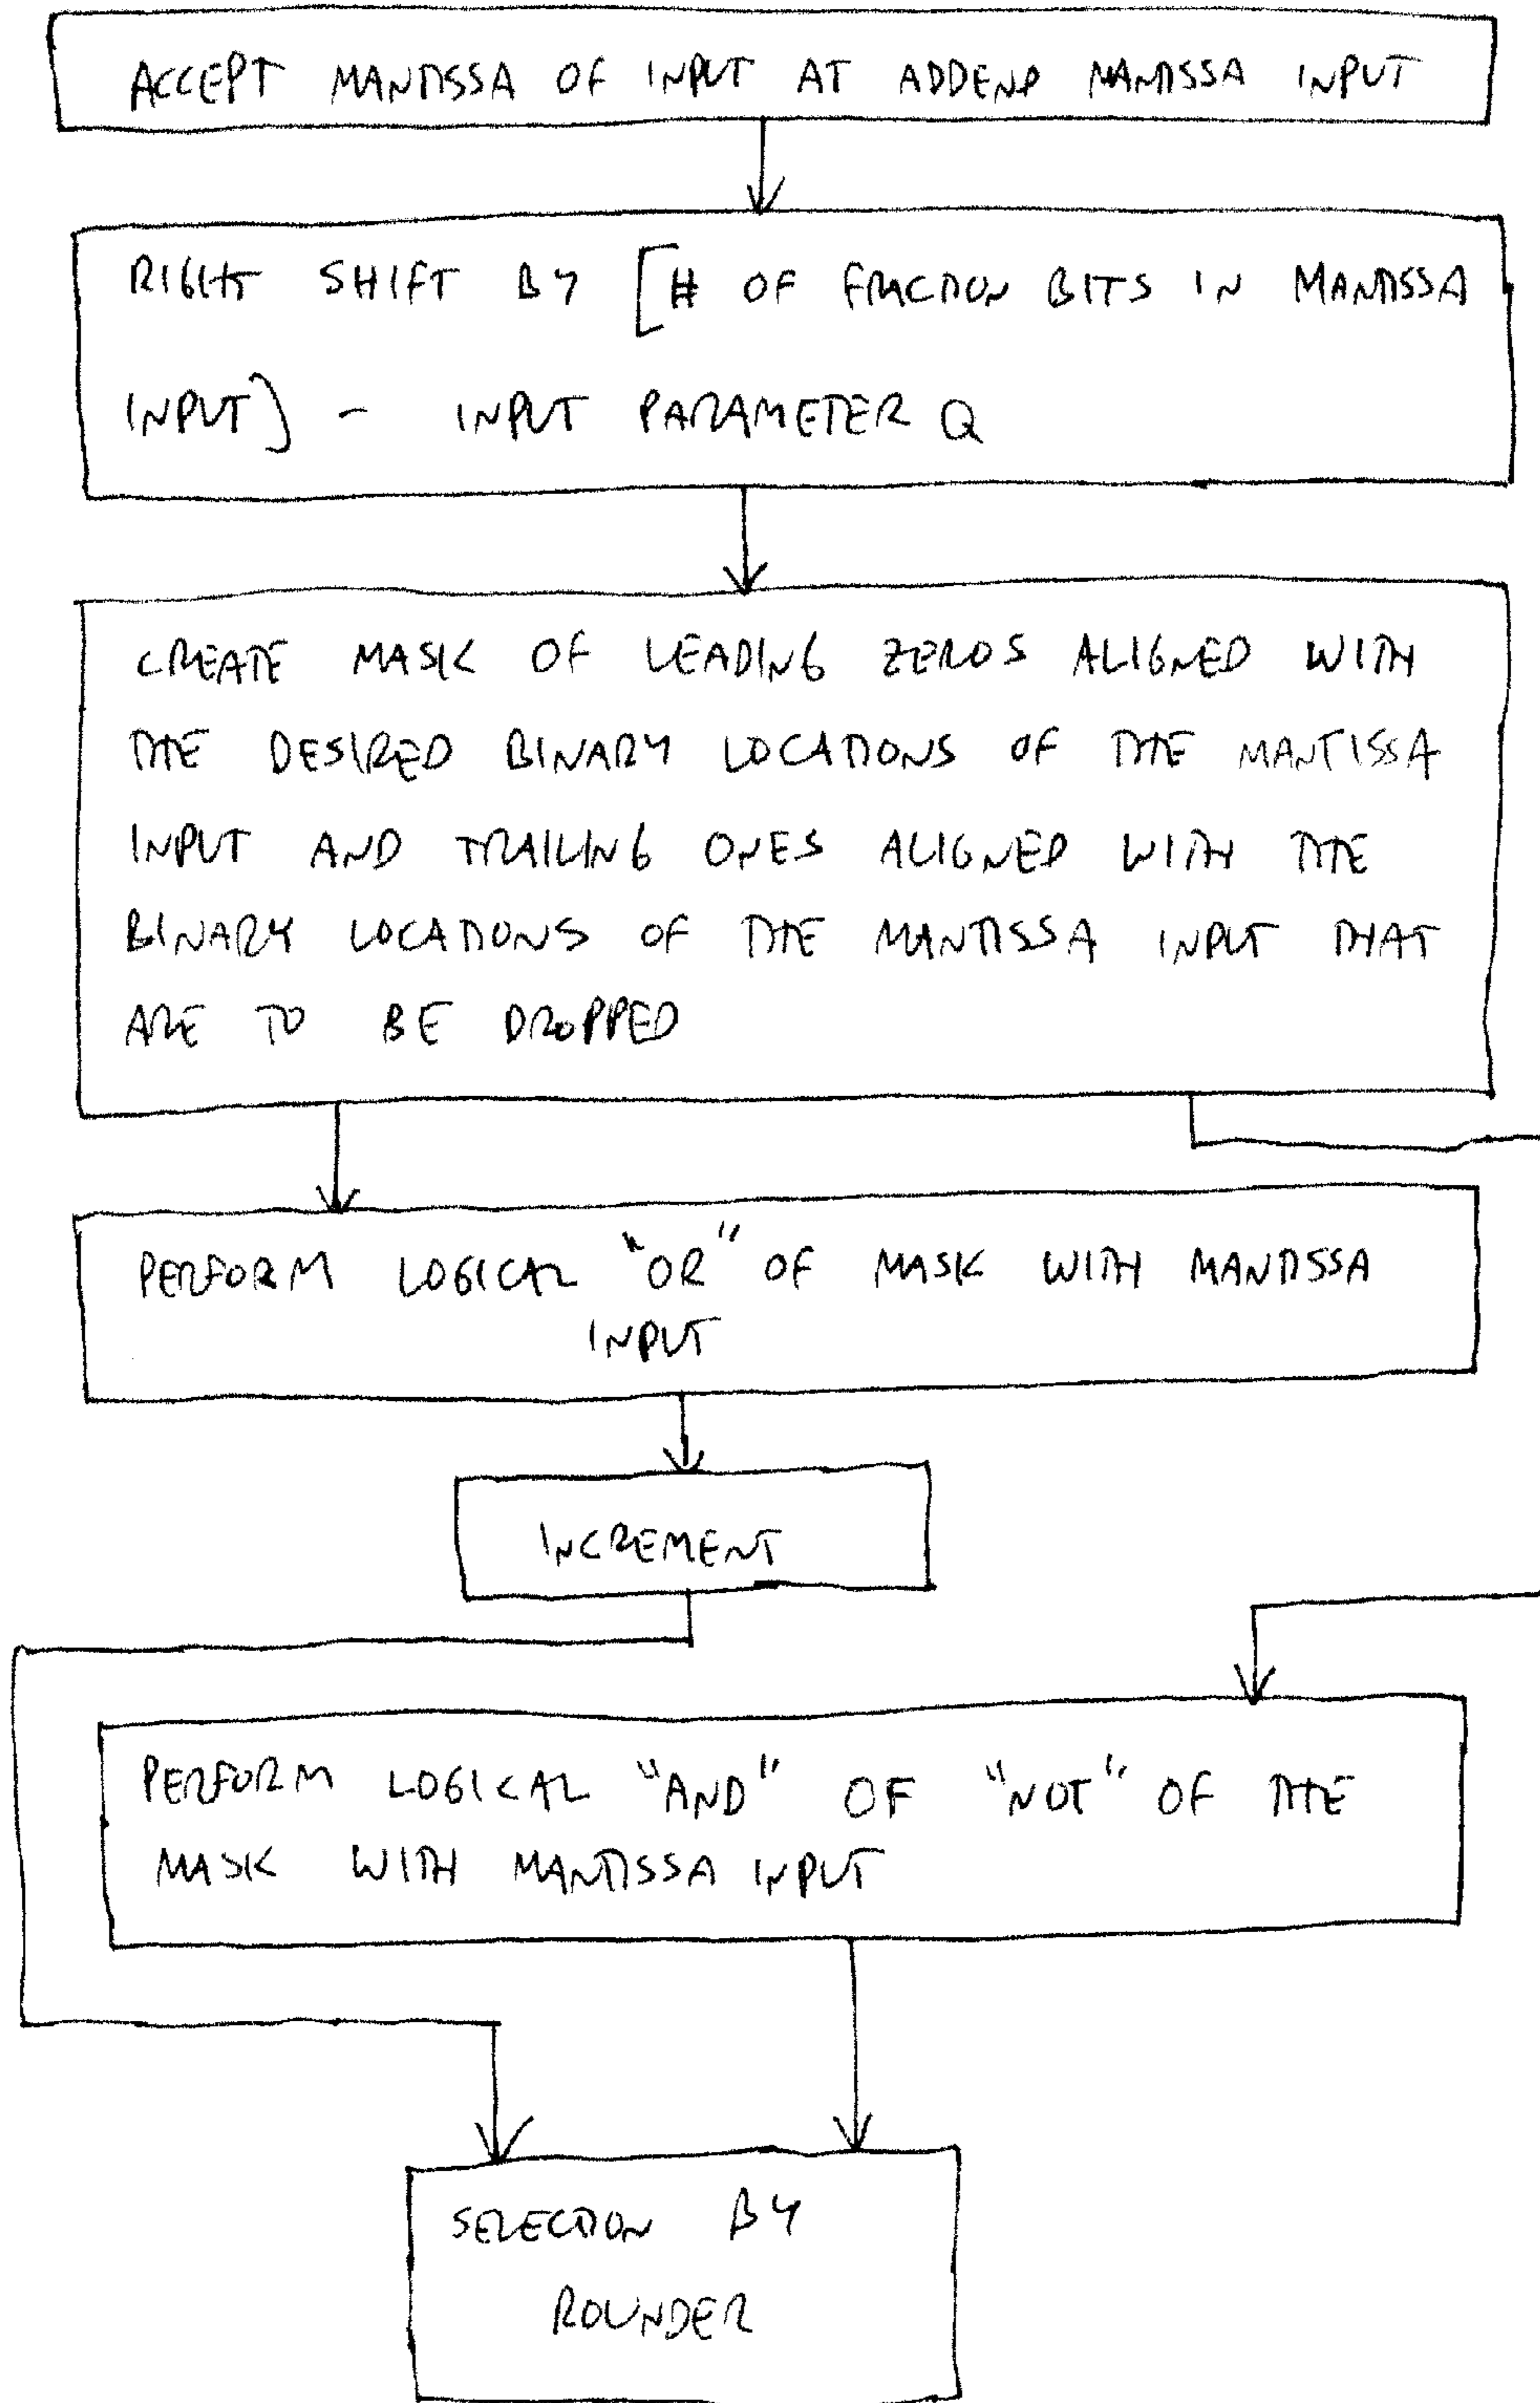 ACCEPT MANTISSA OF INPUT AT ADDEND MANTISSA INPUT
RIGHT SHIFT BY [# OF FRACTION BITS IN MANTISSA
INPUT] - INPUT PARAMETER Q
CREATE MASK OF LEADING ZEROS ALIGNED WITH
THE DESIRED BINARY LOCATIONS OF THE MANTISSA
INPUT AND TRAILING ONES ALIGNED WITH THE
BINARY LOCATIONS OF THE MANTISSA INPUT THAT
ARE TO BE DROPPED
PERFORM LOGICAL "OR" OF MASK WITH MANTISSA
INPUT
INCREMENT
PERFORM LOGICAL "AND" OF "NOT" OF THE
MASK WITH MANTISSA INPUT
SELECTION BY
ROUNDER